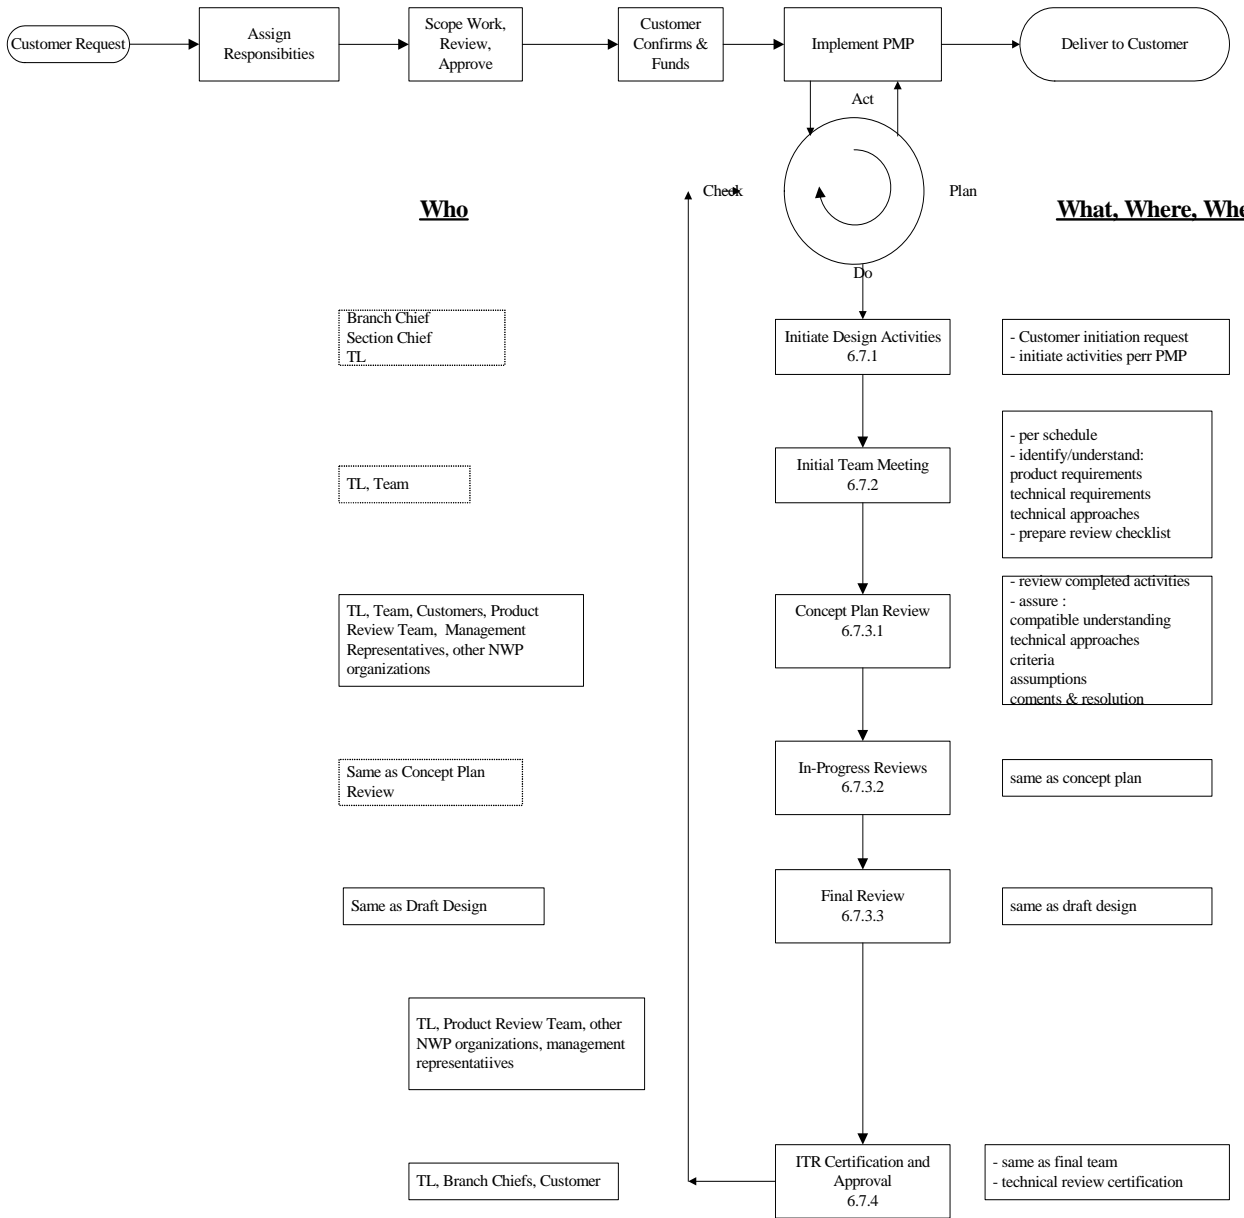 Customer Request
Assign
Responsibities
Scope Work,
Review,
Approve
Customer
Confirms &
Funds
Implement PMP
Deliver to Customer
Act
Check
Plan
Do
Who
What, Where, Whe
Branch Chief
Section Chief
TL
Initiate Design Activities
6.7.1
- Customer initiation request
- initiate activities perr PMP
TL, Team
Initial Team Meeting
6.7.2
- per schedule
- identify/understand:
product requirements
technical requirements
technical approaches
- prepare review checklist
TL, Team, Customers, Product
Review Team,  Management
Representatives, other NWP
organizations
Concept Plan Review
6.7.3.1
- review completed activities
- assure :
compatible understanding
technical approaches
criteria
assumptions
coments & resolution
Same as Concept Plan
Review
In-Progress Reviews
6.7.3.2
same as concept plan
Same as Draft Design
Final Review
6.7.3.3
same as draft design
TL, Product Review Team, other
NWP organizations, management
representatiives
TL, Branch Chiefs, Customer
ITR Certification and
Approval
6.7.4
- same as final team
- technical review certification